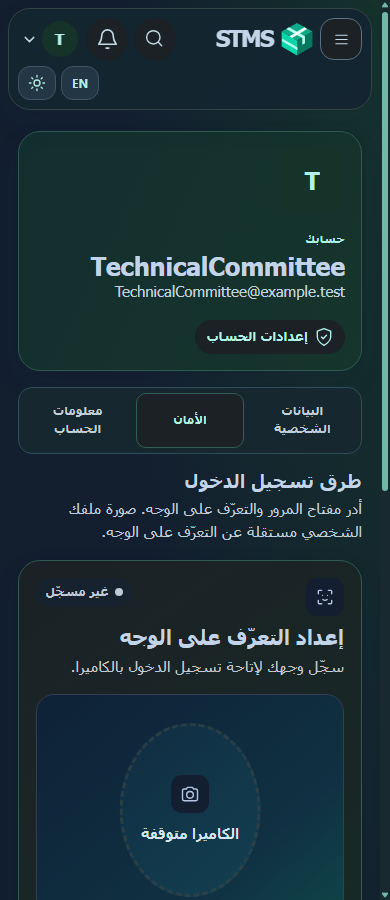 STMS
T
EN
T
حسابك
TechnicalCommittee
TechnicalCommittee@example.test
إعدادات الحساب
البيانات الشخصية
الأمان
معلومات الحساب
طرق تسجيل الدخول
أدر مفتاح المرور والتعرّف على الوجه. صورة ملفك
الشخصي مستقلة عن التعرّف على الوجه.
غير مسجّل
إعداد التعرّف على الوجه
سجّل وجهك لإتاحة تسجيل الدخول بالكاميرا.
الكاميرا متوقفة